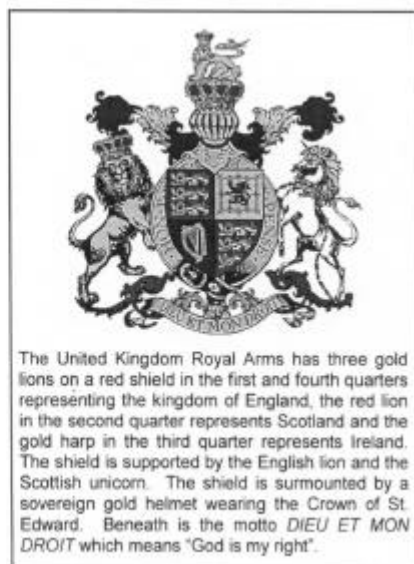 DIEU ET MON DROIT
The United Kingdom Royal Arms has three gold
lions on a red shield in the first and fourth quarters
representing the kingdom of England, the red lion
in the second quarter represents Scotland and the
gold harp in the third quarter represents Ireland.
The shield is supported by the English lion and the
Scottish unicorn. The shield is surmounted by a
sovereign gold helmet wearing the Crown of St.
Edward. Beneath is the motto DIEU ET MON
DROIT which means “God is my right”.